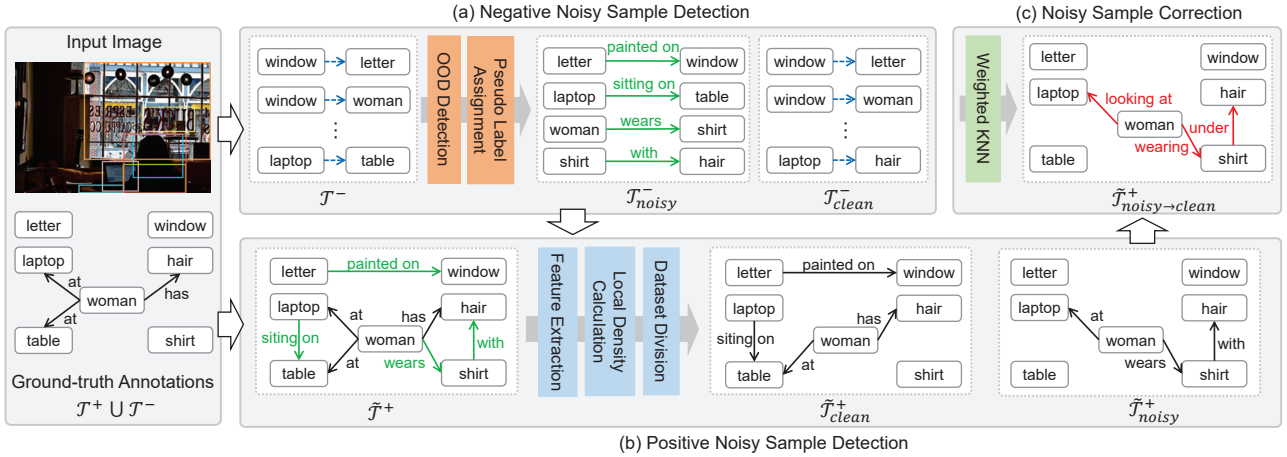 (a) Negative Noisy Sample Detection
(c) Noisy Sample Correction
Input Image
letter
window
laptop
hair
at
woman
has
at
table
shirt
Ground-truth Annotations
𝒯⁺ ⋃ 𝒯⁻
window
letter
window
woman
⋮
laptop
table
𝒯⁻
OOD Detection
Pseudo Label
Assignment
letter
painted on
window
laptop
sitting on
table
woman
wears
shirt
shirt
with
hair
𝒯⁻noisy
window
letter
window
woman
⋮
laptop
hair
𝒯⁻clean
Weighted KNN
letter
window
laptop
looking at
hair
woman
under
wearing
table
shirt
𝒯̃⁺noisy→clean
letter
painted on
window
laptop
at
has
hair
siting on
woman
with
table
at
wears
shirt
𝒯̃⁺
Feature Extraction
Local Density
Calculation
Dataset Division
letter
painted on
window
laptop
has
hair
siting on
woman
table
at
shirt
𝒯̃⁺clean
letter
window
laptop
at
hair
woman
with
table
wears
shirt
𝒯̃⁺noisy
(b) Positive Noisy Sample Detection